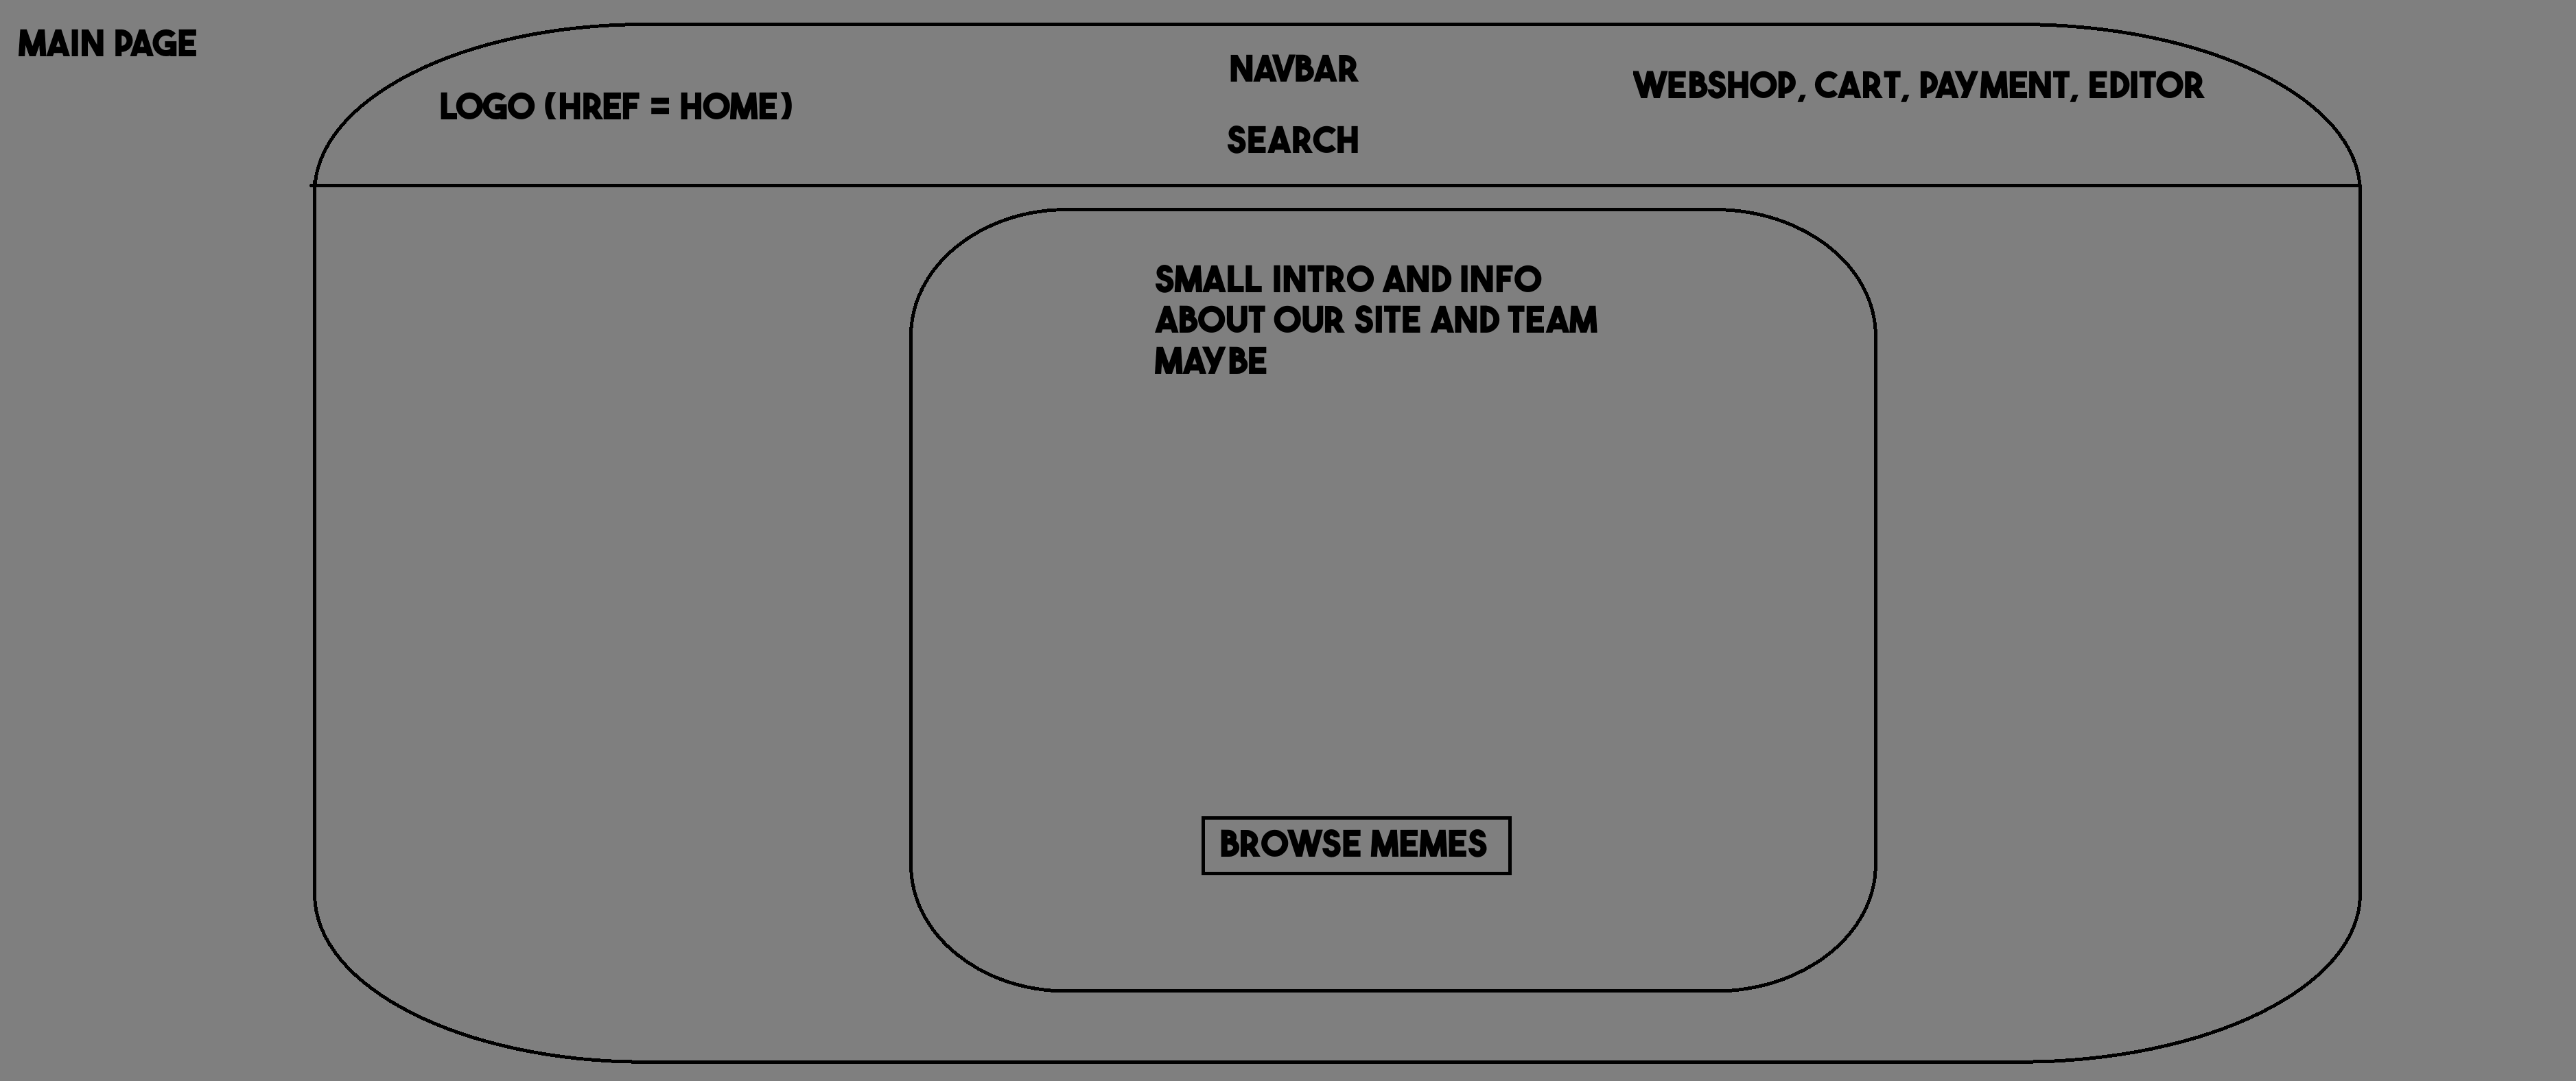 MAIN PAGE
NAVBAR
WEBSHOP, CART, PAYMENT, EDITOR
LOGO (HREF = HOME)
SEARCH
SMALL INTRO AND INFO
ABOUT OUR SITE AND TEAM
MAYBE
BROWSE MEMES